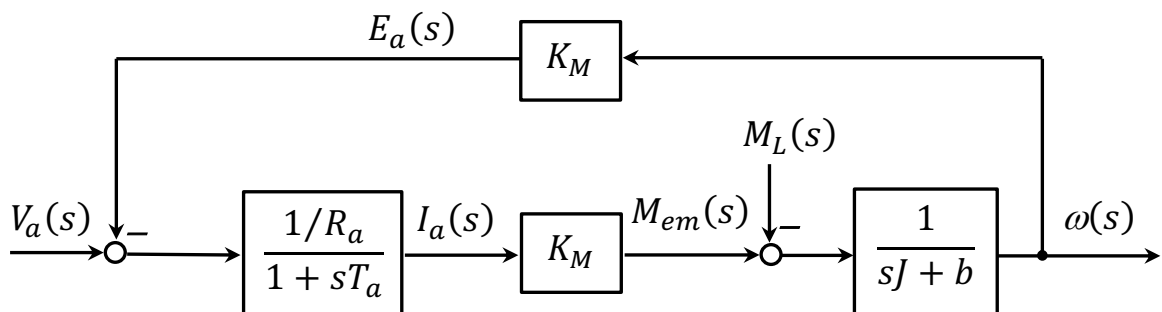 E_a(s)
K_M
M_L(s)
V_a(s)
−
1/R_a
1 + sT_a
I_a(s)
K_M
M_em(s)
−
1
sJ + b
ω(s)